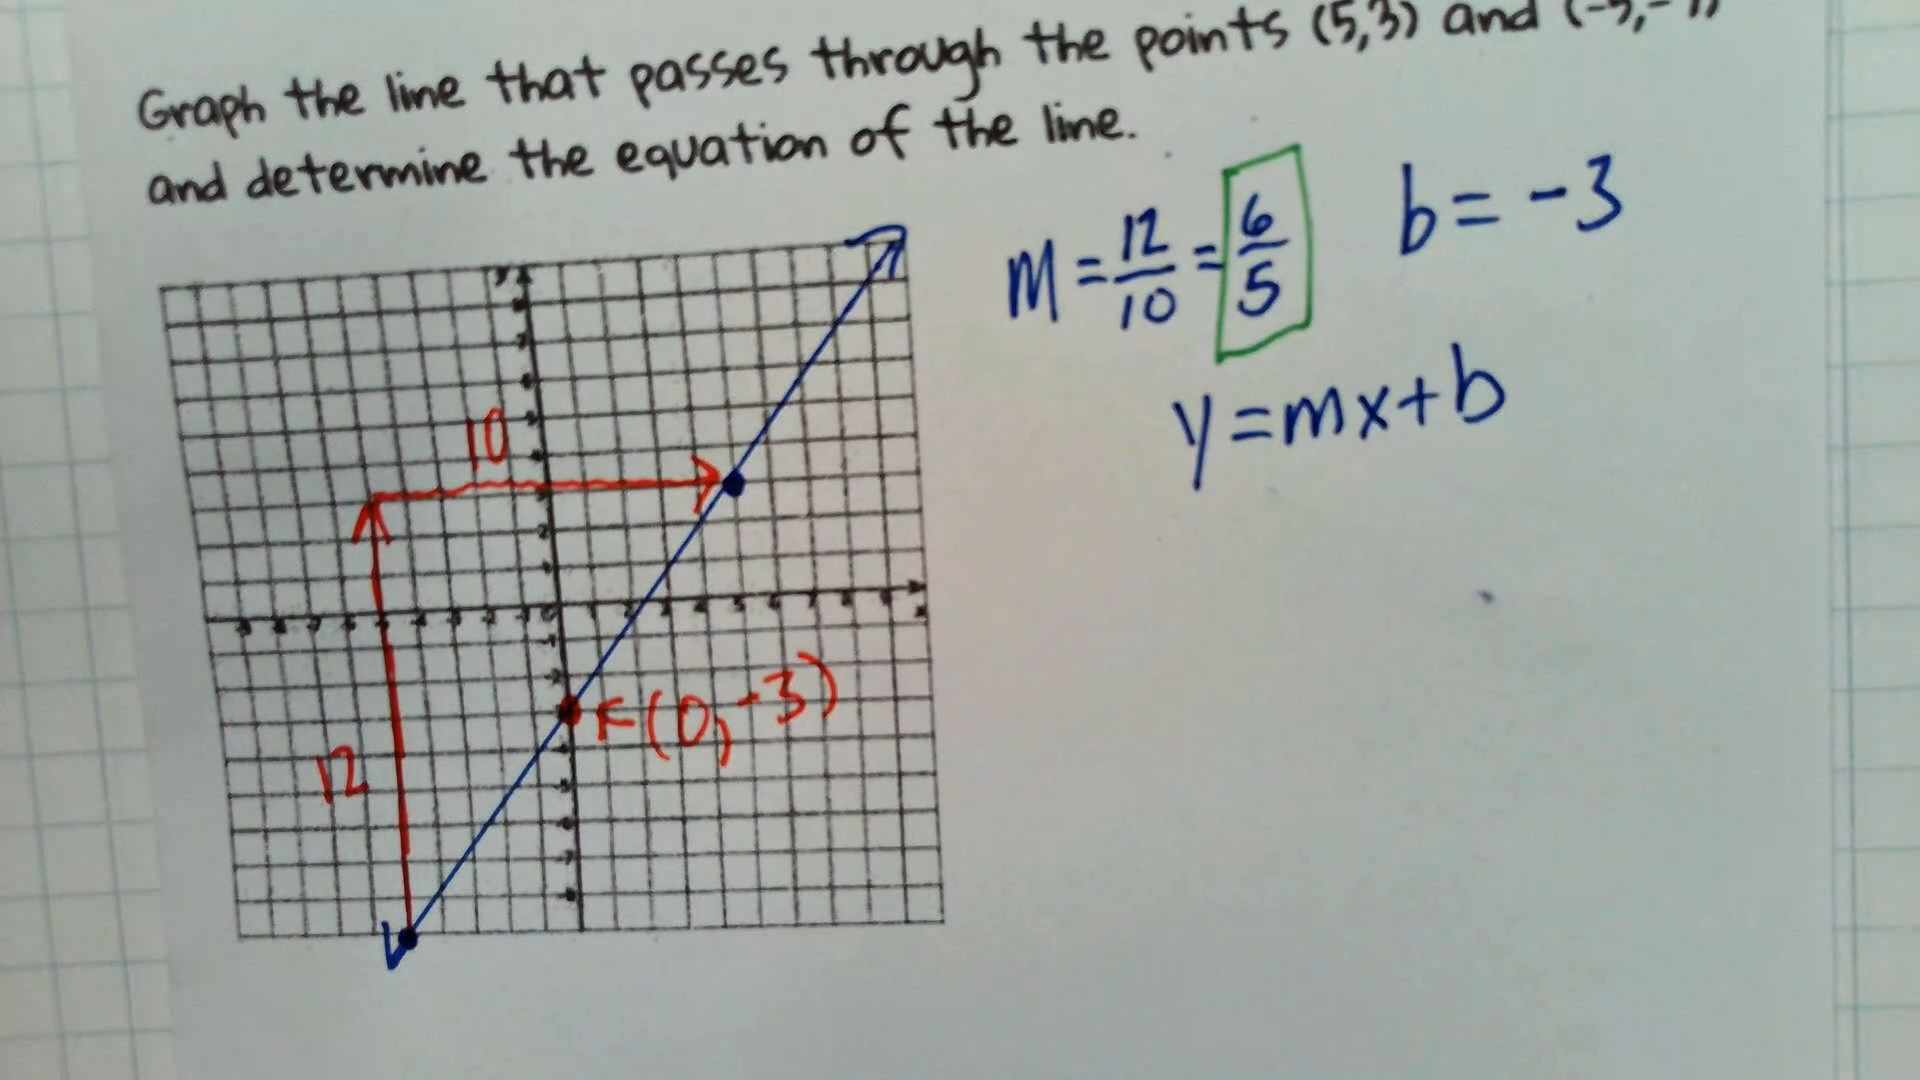 Graph the line that passes through the points (5,3) and
and determine the equation of the line.
m = 12/10 = 6/5
b = -3
y = mx + b
10
(0, -3)
12